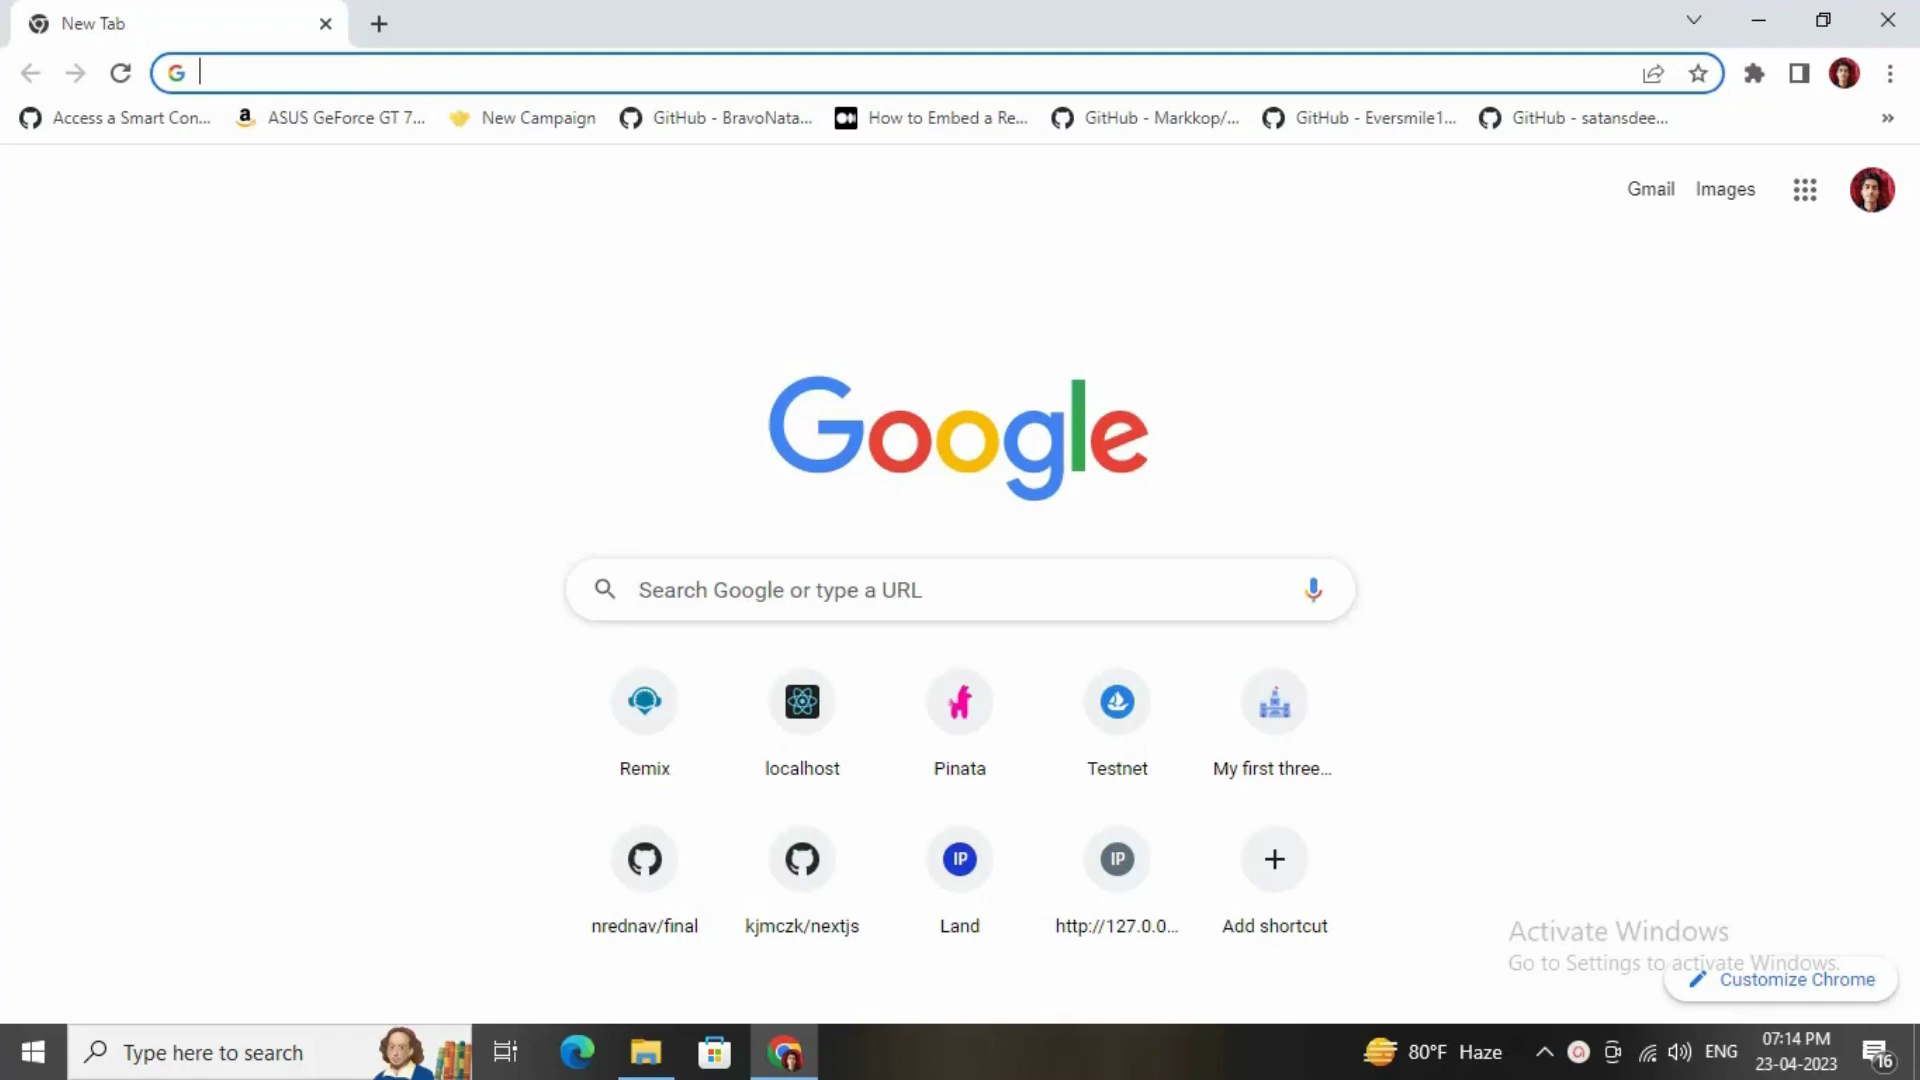 New Tab
Access a Smart Con...
ASUS GeForce GT 7...
New Campaign
GitHub - BravoNata...
How to Embed a Re...
GitHub - Markkop/...
GitHub - Eversmile1...
GitHub - satansdee...
»
Gmail
Images
Google
Search Google or type a URL
Remix
localhost
Pinata
Testnet
My first three...
IP
IP
nrednav/final
kjmczk/nextjs
Land
http://127.0.0...
Add shortcut
Activate Windows
Go to Settings to activate Windows.
Customize Chrome
Type here to search
80°F Haze
ENG
07:14 PM
23-04-2023
16